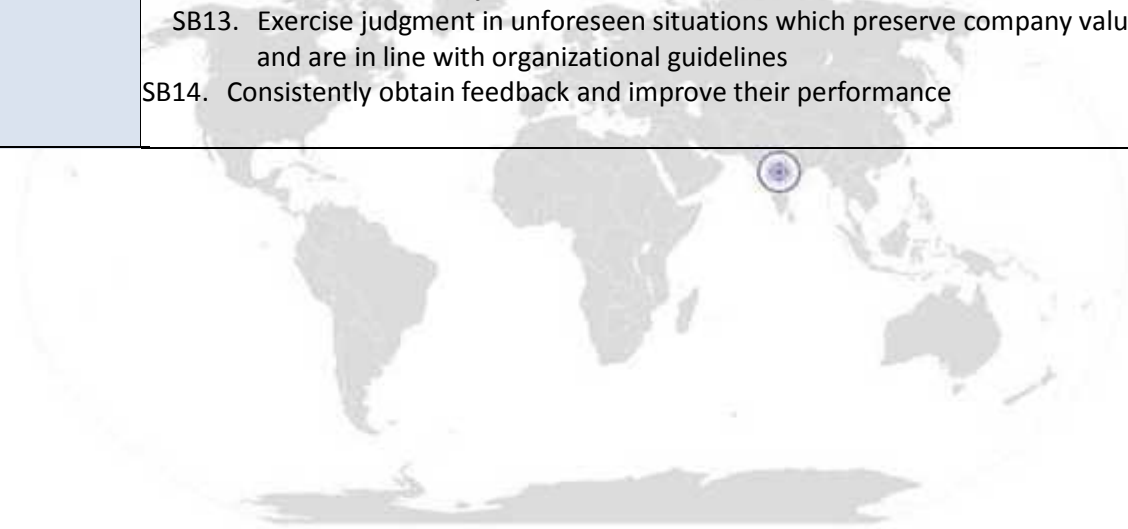 SB13. Exercise judgment in unforeseen situations which preserve company valu
and are in line with organizational guidelines
SB14. Consistently obtain feedback and improve their performance